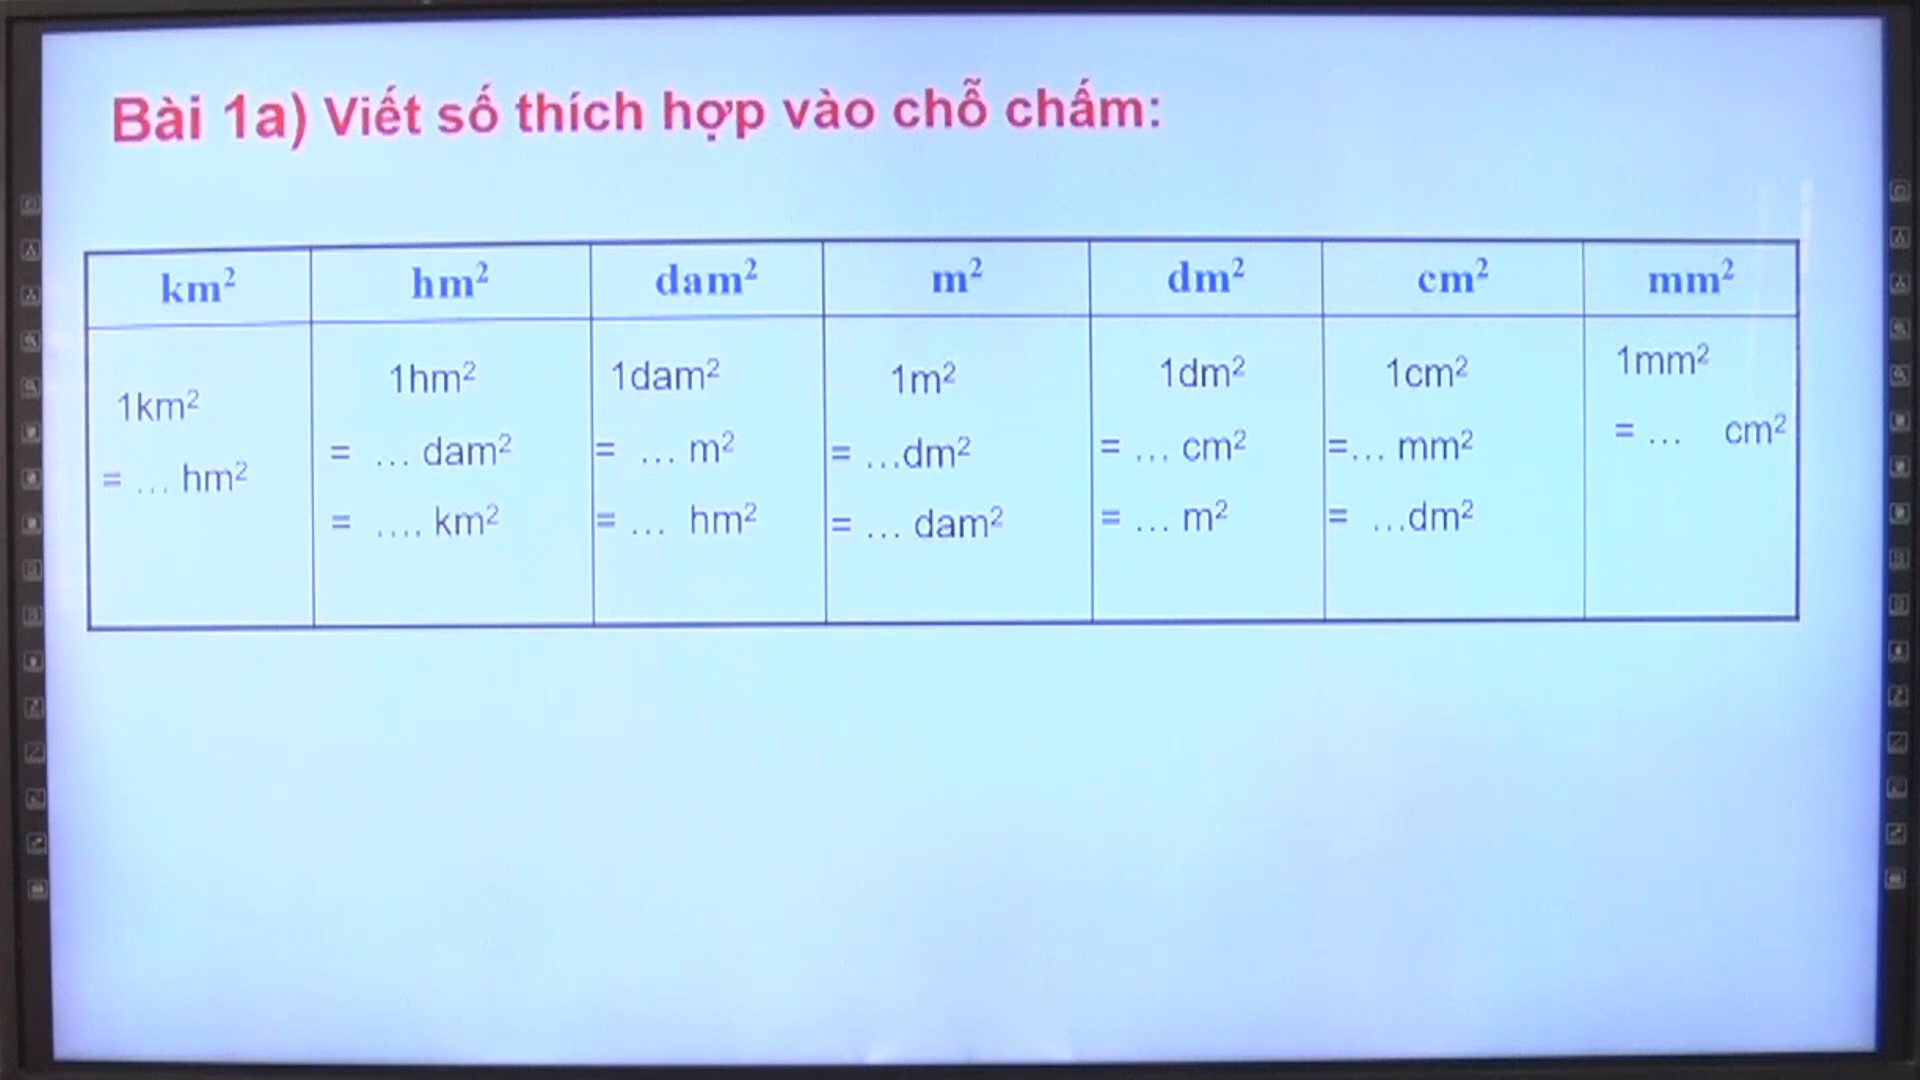 Bài 1a) Viết số thích hợp vào chỗ chấm:
km² hm² dam² m² dm² cm² mm²
1km²
= ... hm²
1hm²
= ... dam²
= .... km²
1dam²
= ... m²
= ... hm²
1m²
= ...dm²
= ... dam²
1dm²
= ... cm²
= ... m²
1cm²
=... mm²
= ...dm²
1mm²
= ... cm²